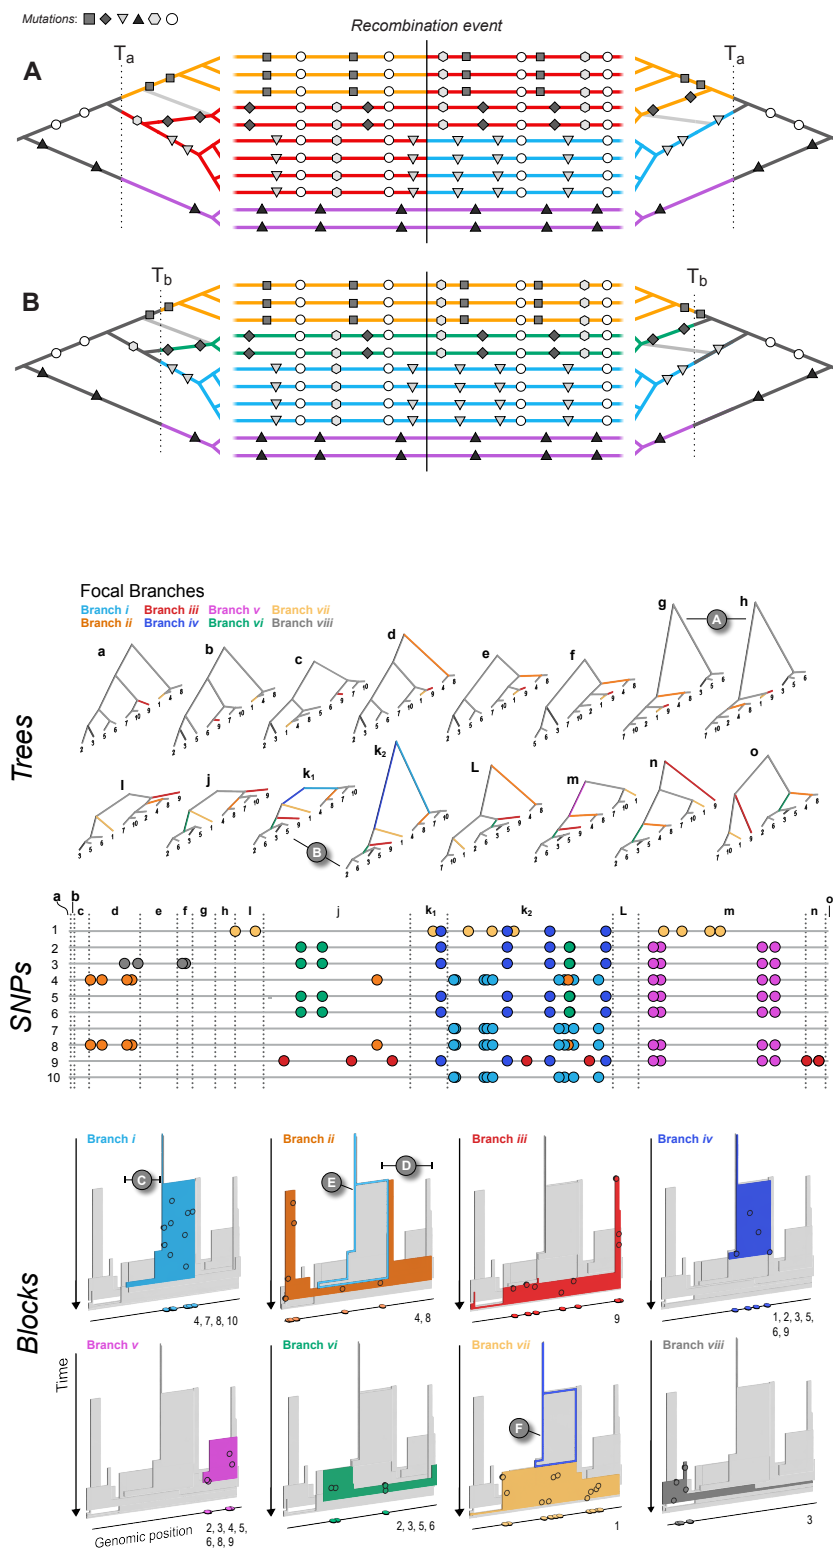 Mutations:
Recombination event
A
Ta
Ta
B
Tb
Tb
Focal Branches
Branch i Branch iii Branch v Branch vii
Branch ii Branch iv Branch vi Branch viii
Trees
a b c d e f g h
A
I j k1 k2 L m n o
B
SNPs
a b c d e f g h I j k1 k2 L m n o
1
2
3
4
5
6
7
8
9
10
Blocks
Branch i Branch ii Branch iii Branch iv
C
E
D
4, 7, 8, 10
4, 8
9
1, 2, 3, 5,
6, 9
Branch v Branch vi Branch vii Branch viii
Time
F
Genomic position
2, 3, 4, 5,
6, 8, 9
2, 3, 5, 6
1
3